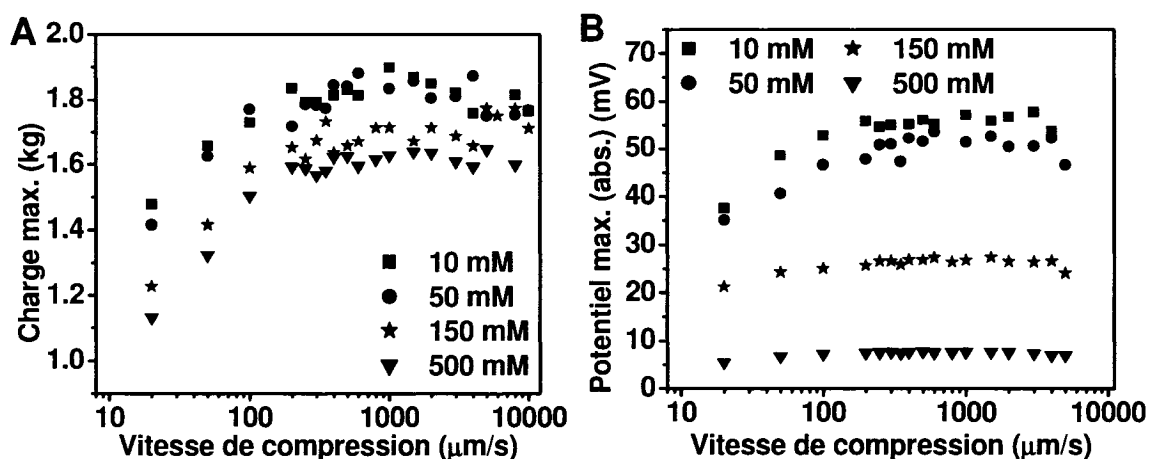 A
Charge max. (kg)
2.0
1.8
1.6
1.4
1.2
1.0
10 mM
50 mM
150 mM
500 mM
10 100 1000 10000
Vitesse de compression (µm/s)
B
Potentiel max. (abs.) (mV)
70
60
50
40
30
20
10
0
10 mM 150 mM
50 mM 500 mM
10 100 1000 10000
Vitesse de compression (µm/s)